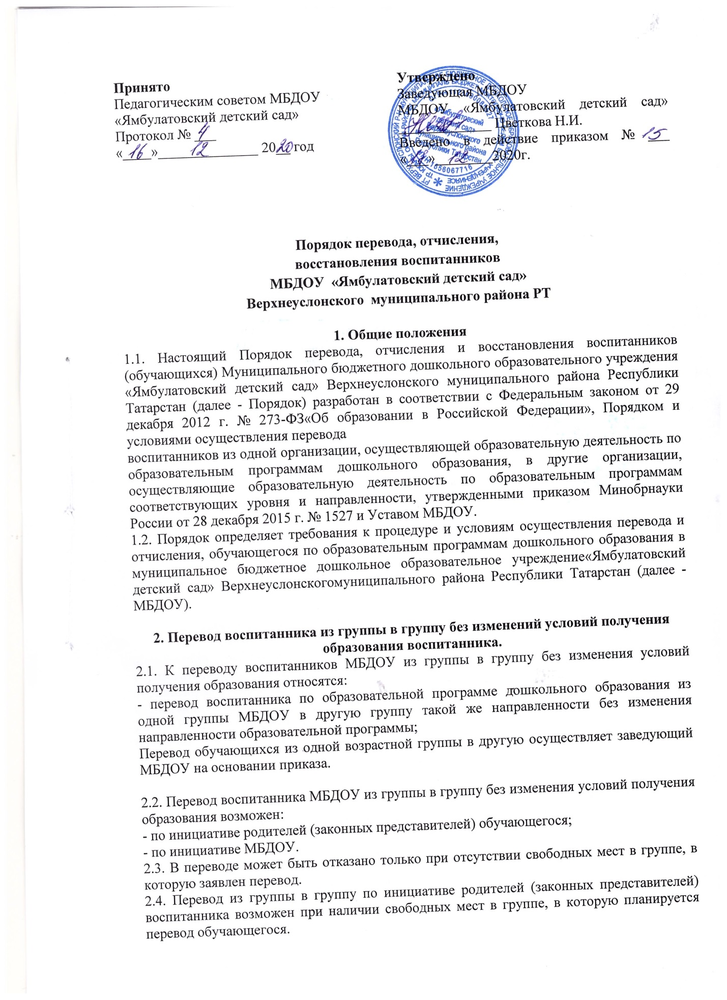 Принято
Педагогическим советом МБДОУ
«Ямбулатовский детский сад»
Протокол № 4
«16» 12 2020 год
Утверждено
Заведующая МБДОУ
МБДОУ «Ямбулатовский детский сад»
Цветкова Н.И.
Введено в действие приказом № 15
« » 12 2020г.
«Ямбулатовский
детский сад»
Верхнеуслонского
муниципального района
Республики Татарстан
1656067716
Порядок перевода, отчисления,
восстановления воспитанников
МБДОУ «Ямбулатовский детский сад»
Верхнеуслонского муниципального района РТ
1. Общие положения
1.1. Настоящий Порядок перевода, отчисления и восстановления воспитанников
(обучающихся) Муниципального бюджетного дошкольного образовательного учреждения
«Ямбулатовский детский сад» Верхнеуслонского муниципального района Республики
Татарстан (далее - Порядок) разработан в соответствии с Федеральным законом от 29
декабря 2012 г. № 273-ФЗ«Об образовании в Российской Федерации», Порядком и
условиями осуществления перевода
воспитанников из одной организации, осуществляющей образовательную деятельность по
образовательным программам дошкольного образования, в другие организации,
осуществляющие образовательную деятельность по образовательным программам
соответствующих уровня и направленности, утвержденными приказом Минобрнауки
России от 28 декабря 2015 г. № 1527 и Уставом МБДОУ.
1.2. Порядок определяет требования к процедуре и условиям осуществления перевода и
отчисления, обучающегося по образовательным программам дошкольного образования в
муниципальное бюджетное дошкольное образовательное учреждение«Ямбулатовский
детский сад» Верхнеуслонскогомуниципального района Республики Татарстан (далее -
МБДОУ).
2. Перевод воспитанника из группы в группу без изменений условий получения
образования воспитанника.
2.1. К переводу воспитанников МБДОУ из группы в группу без изменения условий
получения образования относятся:
- перевод воспитанника по образовательной программе дошкольного образования из
одной группы МБДОУ в другую группу такой же направленности без изменения
направленности образовательной программы;
Перевод обучающихся из одной возрастной группы в другую осуществляет заведующий
МБДОУ на основании приказа.
2.2. Перевод воспитанника МБДОУ из группы в группу без изменения условий получения
образования возможен:
- по инициативе родителей (законных представителей) обучающегося;
- по инициативе МБДОУ.
2.3. В переводе может быть отказано только при отсутствии свободных мест в группе, в
которую заявлен перевод.
2.4. Перевод из группы в группу по инициативе родителей (законных представителей)
воспитанника возможен при наличии свободных мест в группе, в которую планируется
перевод обучающегося.